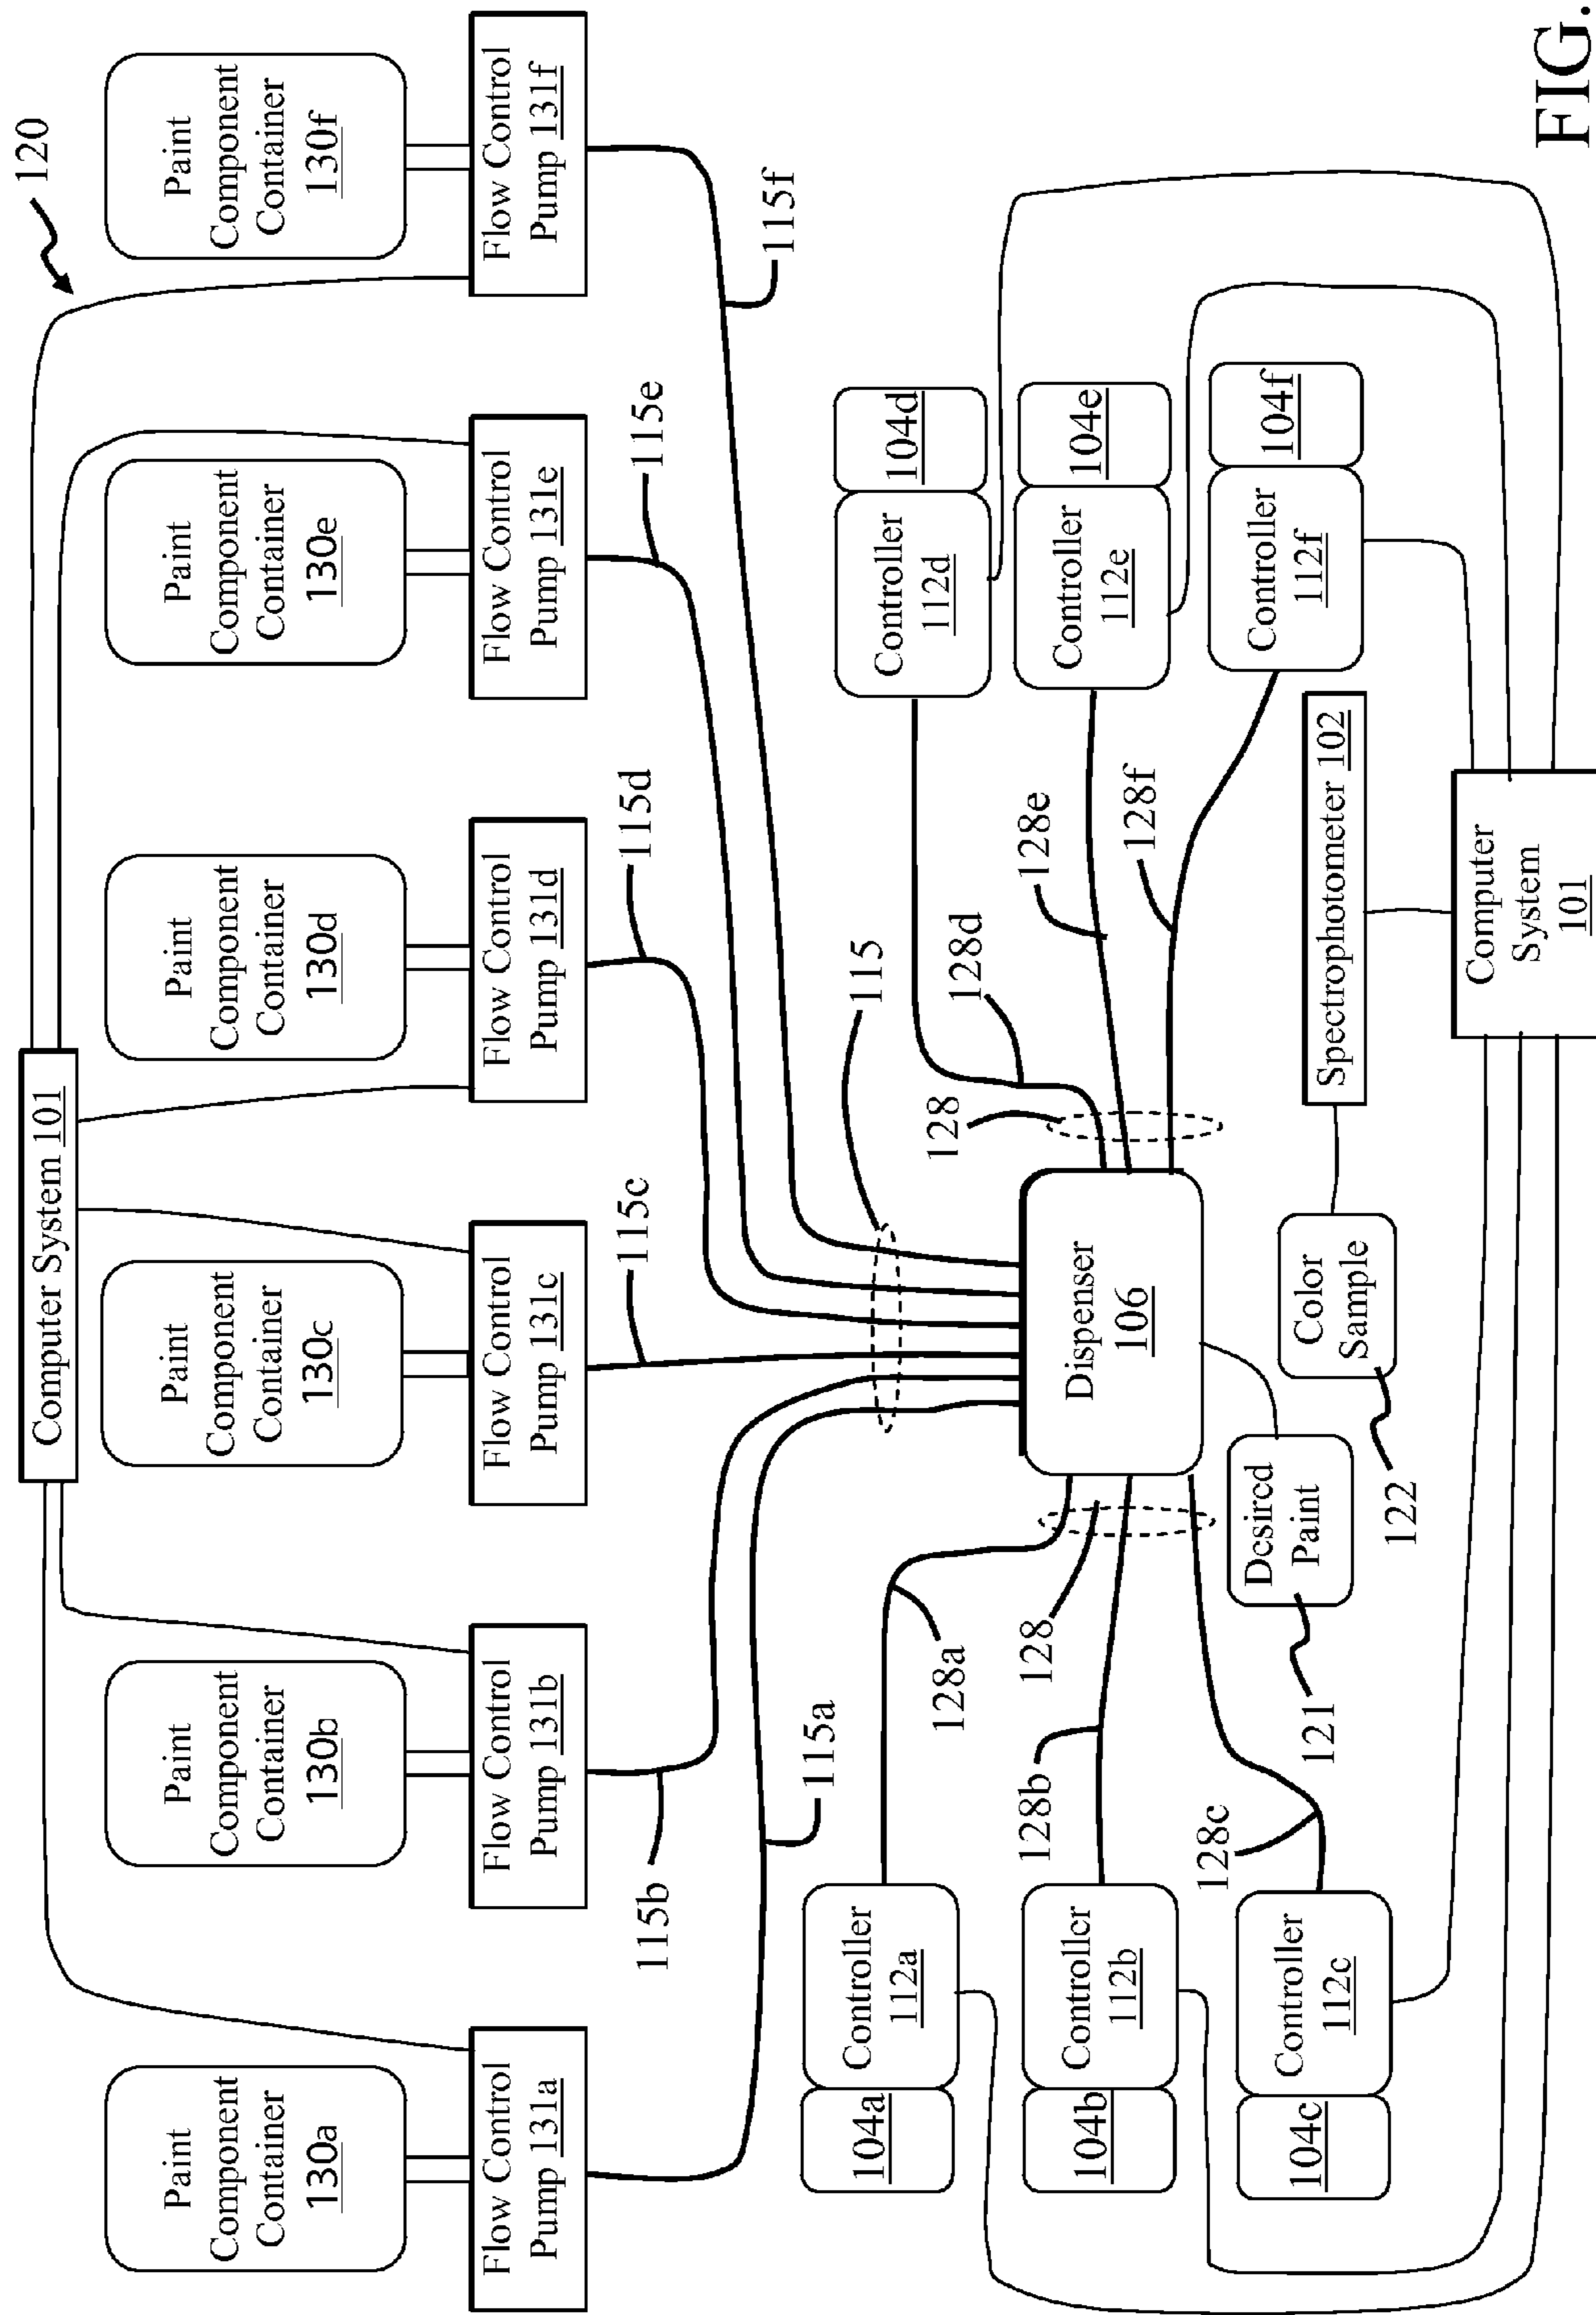 120
Computer System 101
Paint
Component
Container
130a
Paint
Component
Container
130b
Paint
Component
Container
130c
Paint
Component
Container
130d
Paint
Component
Container
130e
Paint
Component
Container
130f
Flow Control
Pump 131a
Flow Control
Pump 131b
Flow Control
Pump 131c
Flow Control
Pump 131d
Flow Control
Pump 131e
Flow Control
Pump 131f
115b
115c
115d
115e
115a
115f
115
104a
Controller
112a
128a
128
128
128d
Controller
112d
104d
104b
Controller
112b
128b
Dispenser
106
128e
Controller
112e
104e
104c
Controller
112c
128c
128f
Controller
112f
104f
Desired
Paint
121
Color
Sample
122
Spectrophotometer 102
Computer
System
101
FIG.